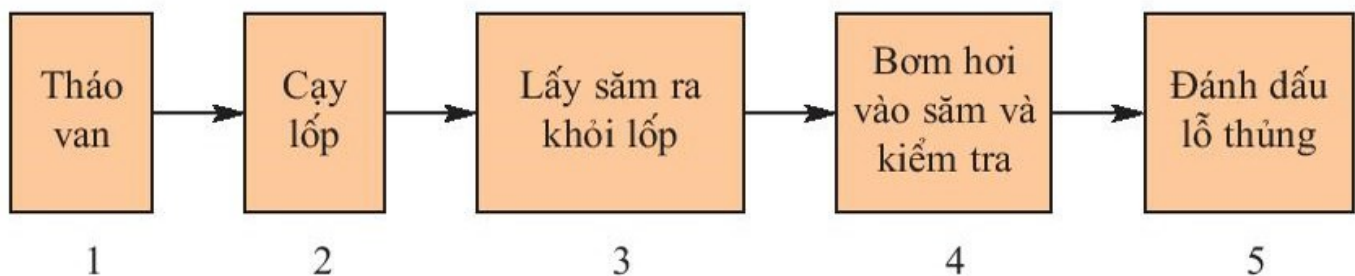 Tháo
van
Cạy
lốp
Lấy săm ra
khỏi lốp
Bơm hơi
vào săm và
kiểm tra
Đánh dấu
lỗ thủng
1
2
3
4
5